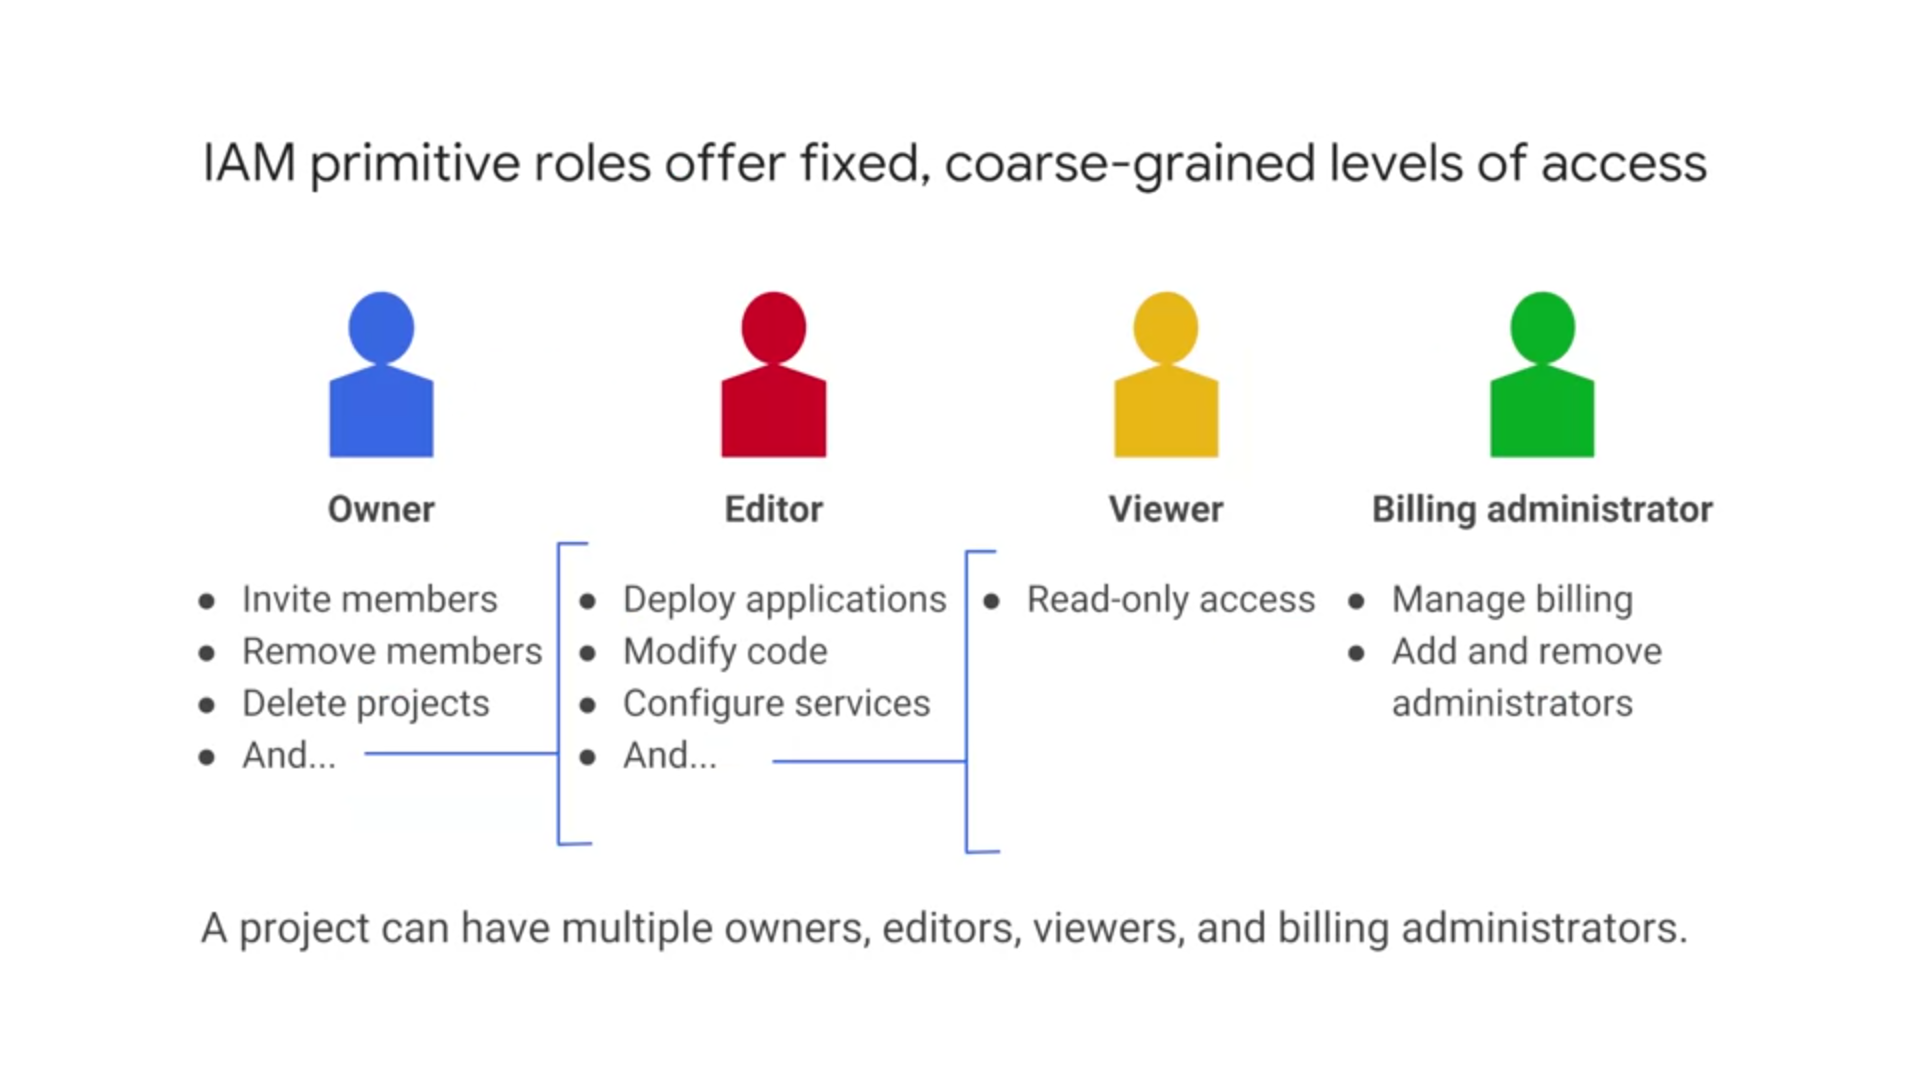 IAM primitive roles offer fixed, coarse-grained levels of access
Owner
● Invite members
● Remove members
● Delete projects
● And...
Editor
● Deploy applications
● Modify code
● Configure services
● And...
Viewer
● Read-only access
Billing administrator
● Manage billing
● Add and remove
administrators
A project can have multiple owners, editors, viewers, and billing administrators.